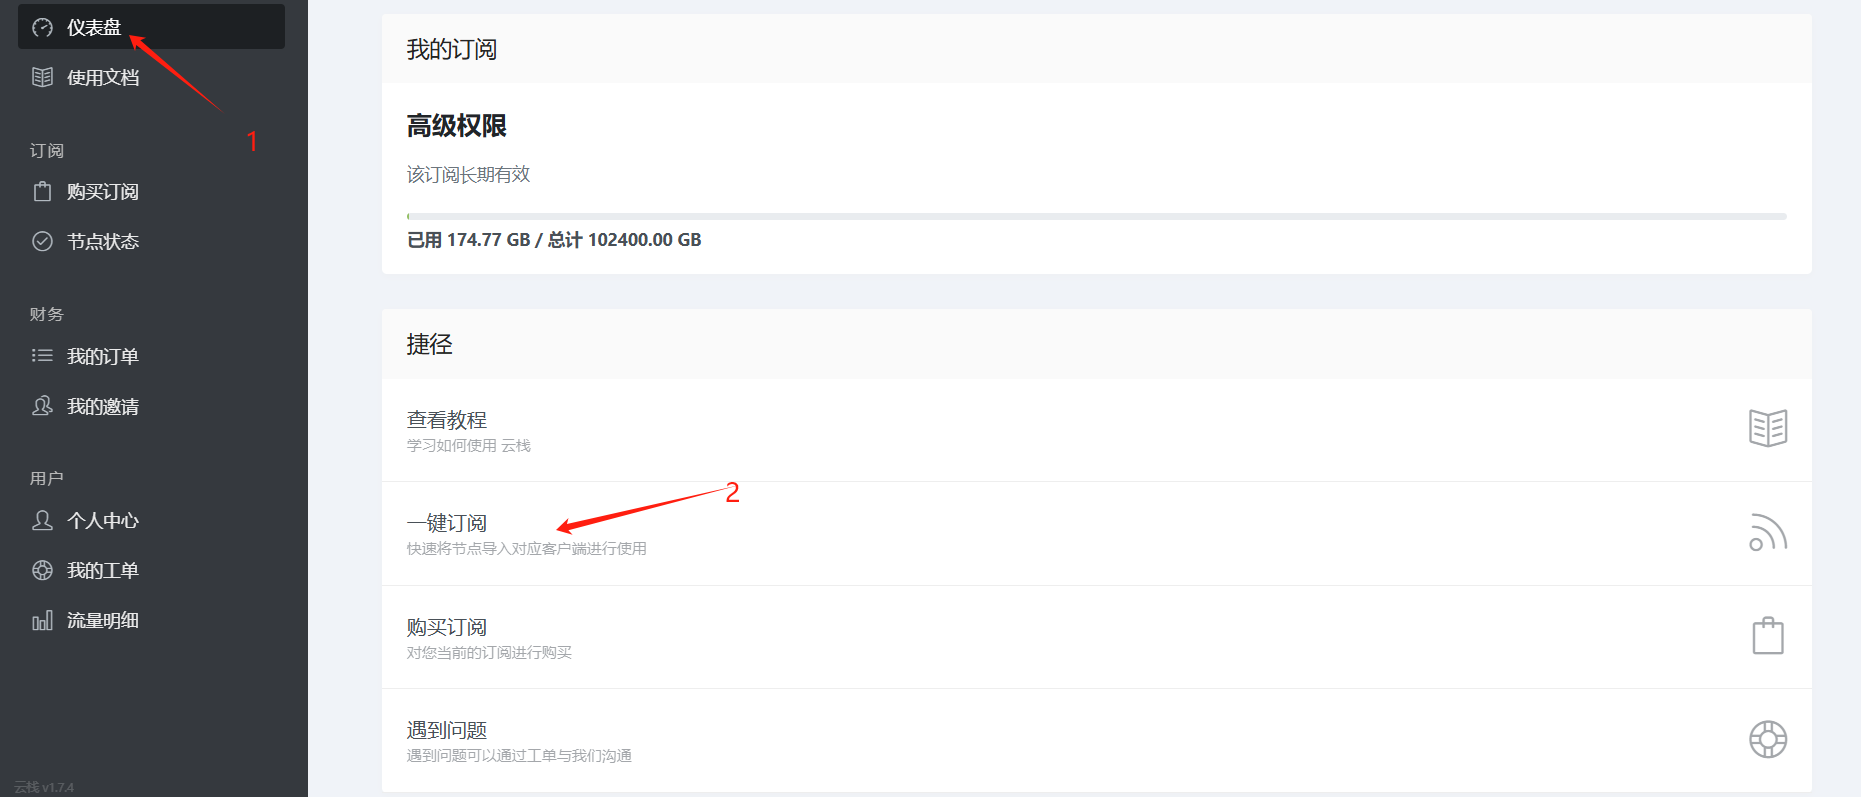 仪表盘
使用文档
1
订阅
购买订阅
节点状态
财务
我的订单
我的邀请
用户
个人中心
我的工单
流量明细
云栈 v1.7.4
我的订阅
高级权限
该订阅长期有效
已用 174.77 GB / 总计 102400.00 GB
捷径
查看教程
学习如何使用 云栈
2
一键订阅
快速将节点导入对应客户端进行使用
购买订阅
对您当前的订阅进行购买
遇到问题
遇到问题可以通过工单与我们沟通